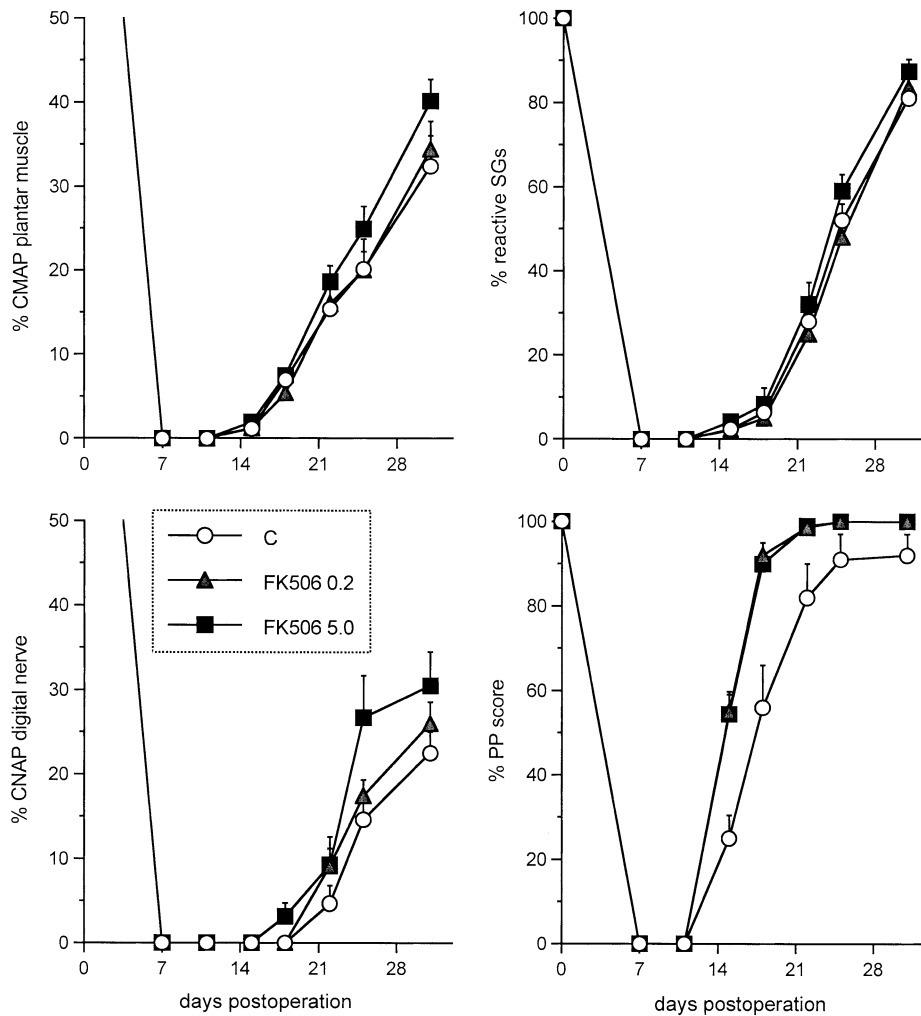 % CMAP plantar muscle
50
40
30
20
10
0
0 7 14 21 28
% reactive SGs
100
80
60
40
20
0
0 7 14 21 28
% CNAP digital nerve
50
40
30
20
10
0
0 7 14 21 28
days postoperation
C
FK506 0.2
FK506 5.0
% PP score
100
80
60
40
20
0
0 7 14 21 28
days postoperation